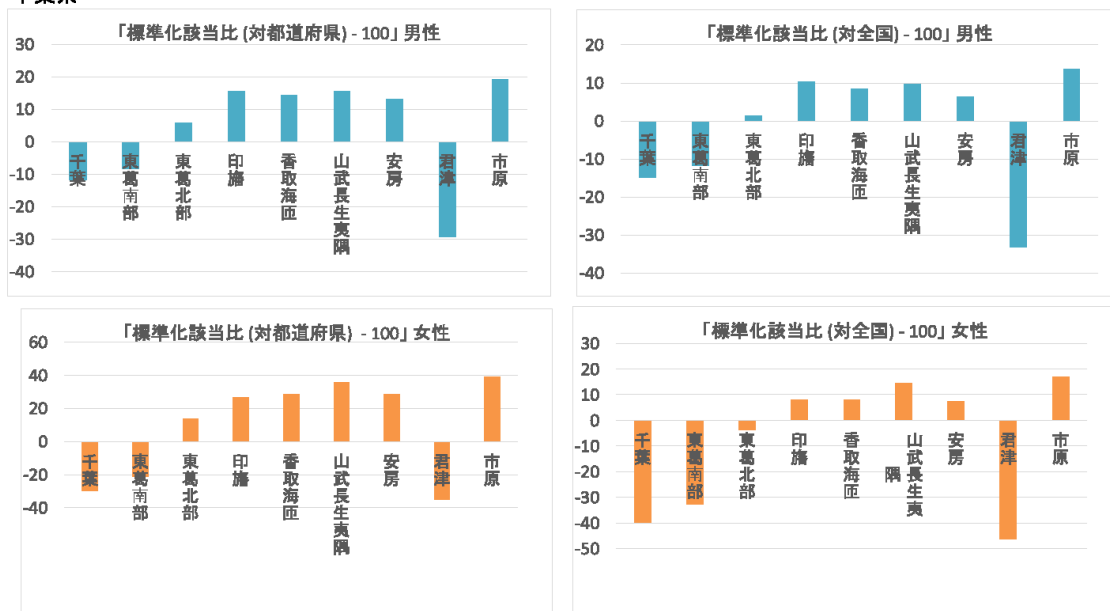 「標準化該当比 (対都道府県) - 100」 男性
30
20
10
0
-10
-20
-30
-40
千葉
東葛南部
東葛北部
印旛
香取海匝
山武長生夷隅
安房
君津
市原
「標準化該当比 (対全国) - 100」 男性
20
10
0
-10
-20
-30
-40
千葉
東葛南部
東葛北部
印旛
香取海匝
山武長生夷隅
安房
君津
市原
「標準化該当比 (対都道府県) - 100」 女性
60
40
20
0
-20
-40
千葉
東葛南部
東葛北部
印旛
香取海匝
山武長生夷隅
安房
君津
市原
「標準化該当比 (対全国) - 100」 女性
30
20
10
0
-10
-20
-30
-40
-50
千葉
東葛南部
東葛北部
印旛
香取海匝
山武長生夷
隅
安房
君津
市原